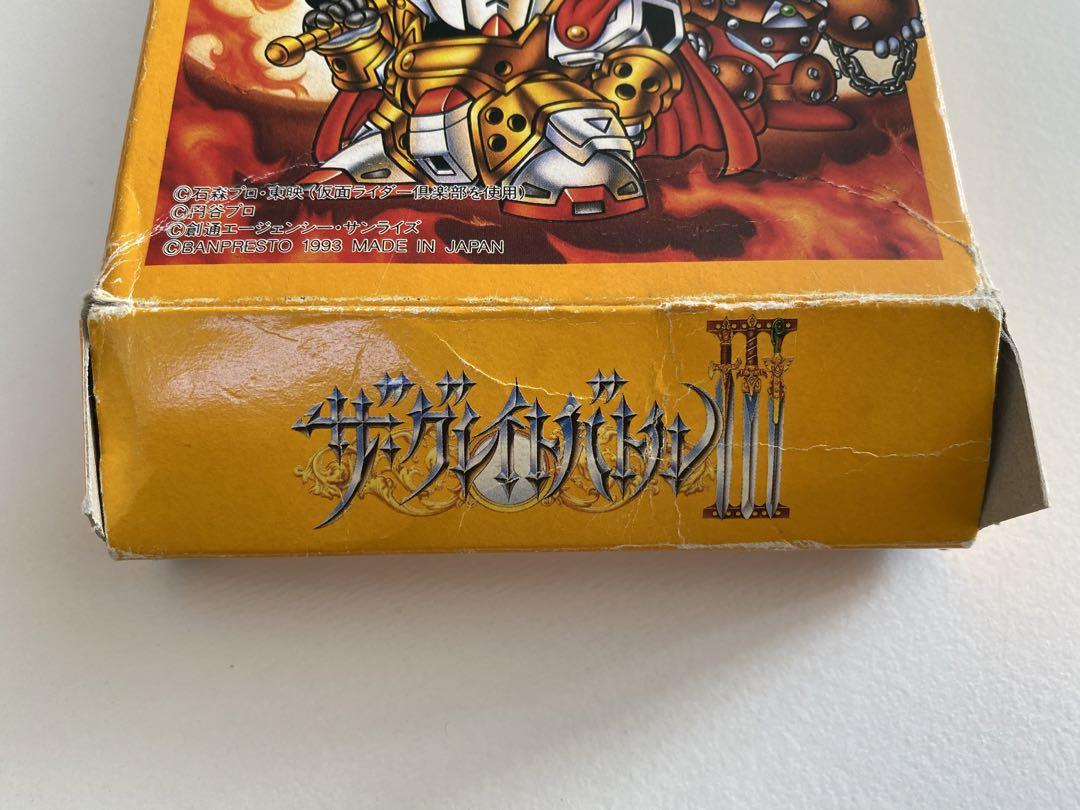 ©石森プロ・東映（仮面ライダー倶楽部を使用）
©円谷プロ
©創通エージェンシー・サンライズ
©BANPRESTO 1993 MADE IN JAPAN
ザ・グレイトバトルIII